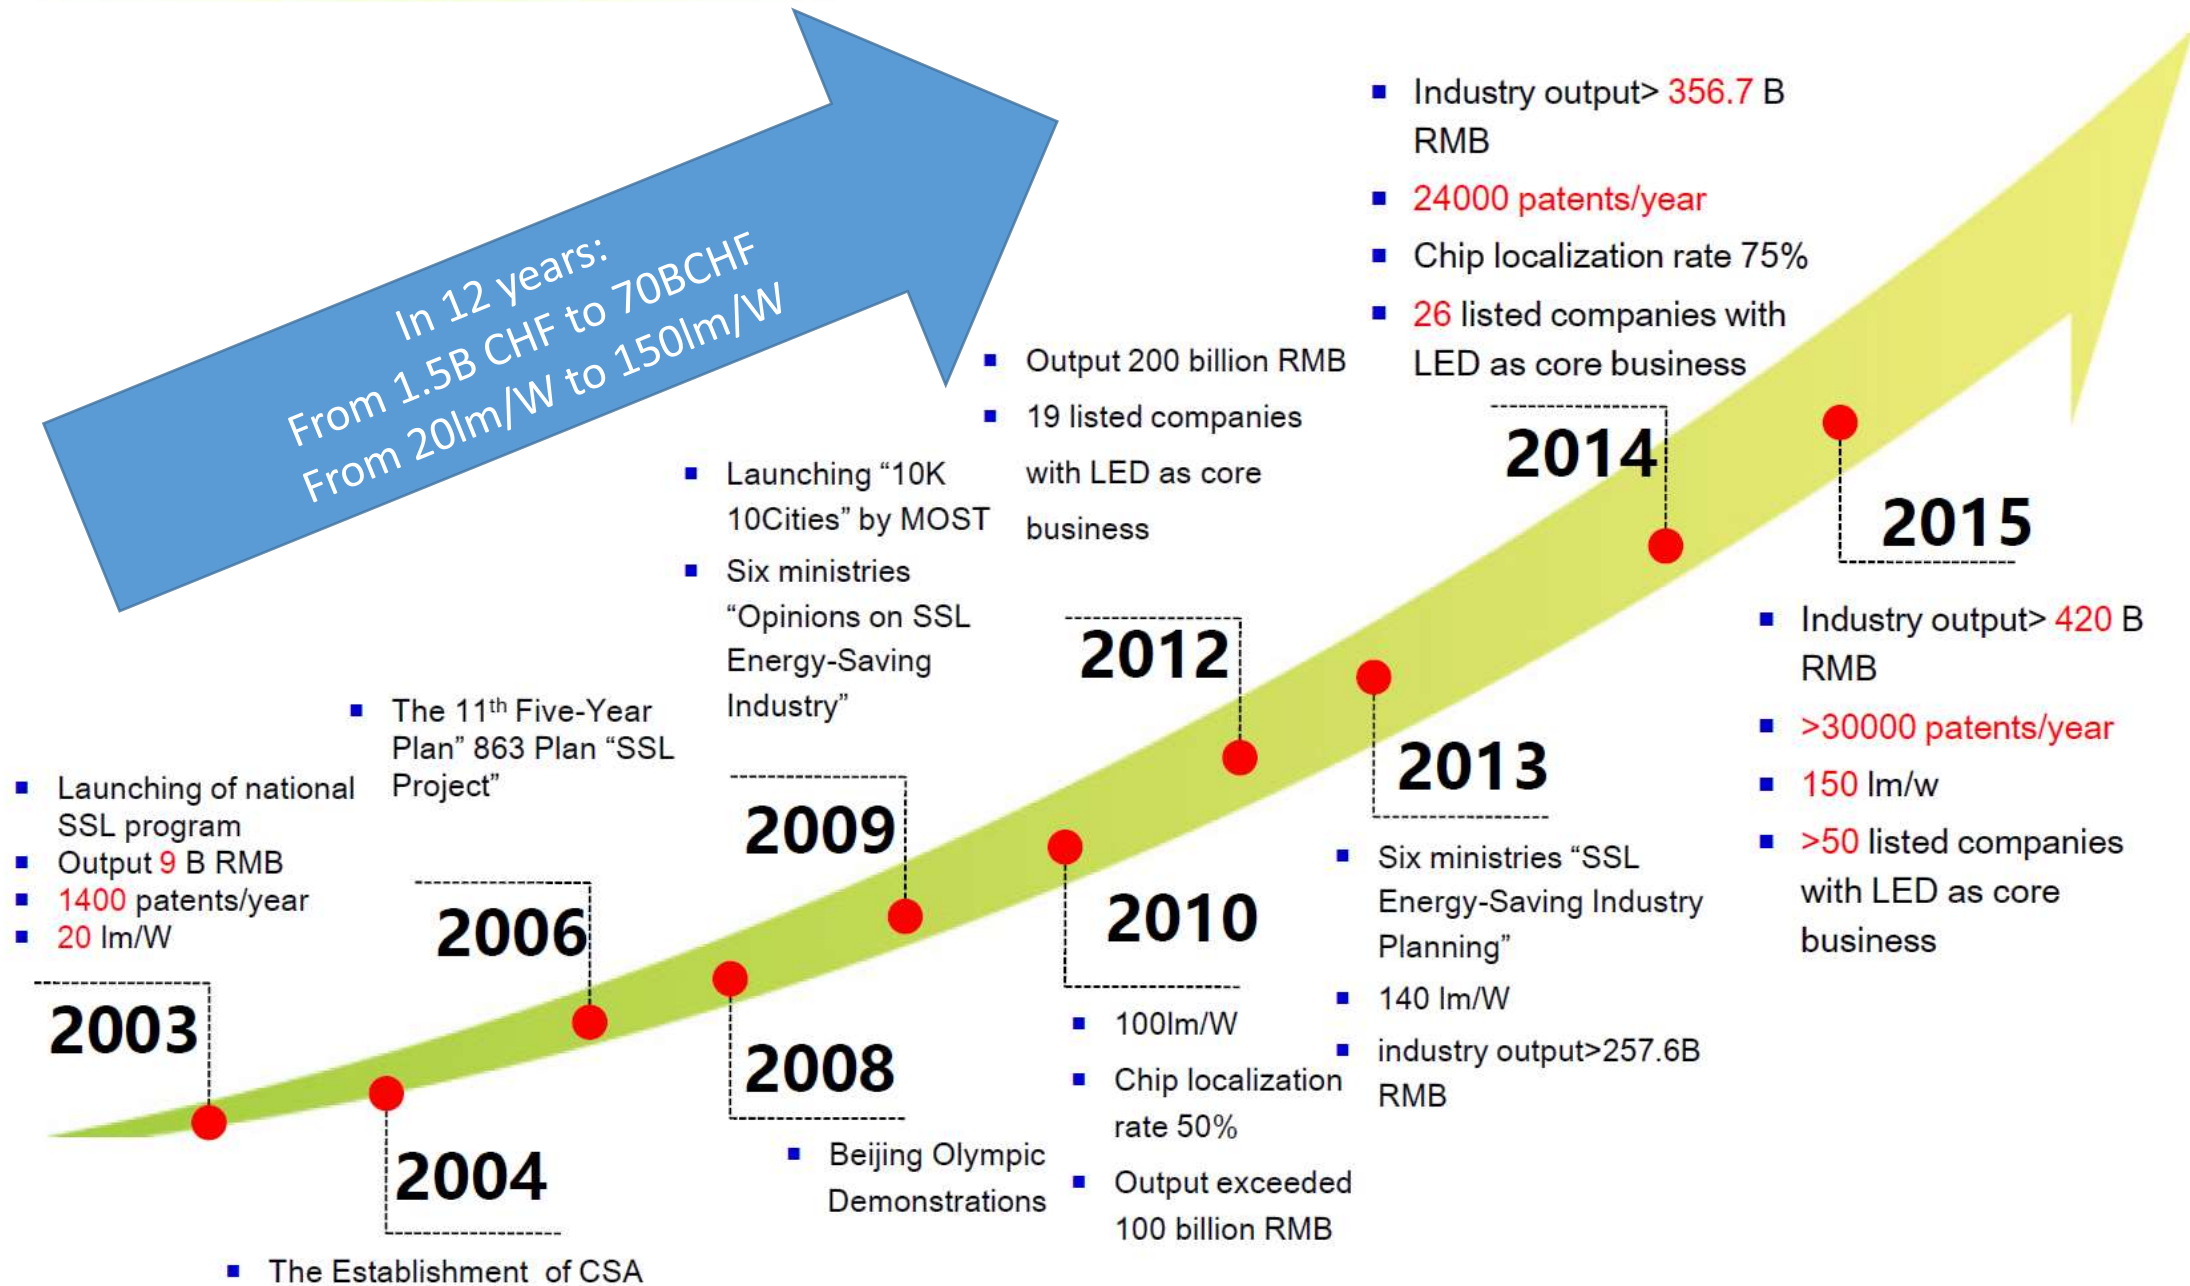 In 12 years:
From 1.5B CHF to 70BCHF
From 20lm/W to 150lm/W
Launching of national
SSL program
Output 9 B RMB
1400 patents/year
20 lm/W
2003
2004
The Establishment of CSA
The 11th Five-Year
Plan” 863 Plan “SSL
Project”
2006
2008
Beijing Olympic
Demonstrations
Launching “10K
10Cities” by MOST
Six ministries
“Opinions on SSL
Energy-Saving
Industry”
2009
2010
100lm/W
Chip localization
rate 50%
Output exceeded
100 billion RMB
Output 200 billion RMB
19 listed companies
with LED as core
business
2012
2013
Six ministries “SSL
Energy-Saving Industry
Planning”
140 lm/W
industry output>257.6B
RMB
Industry output> 356.7 B
RMB
24000 patents/year
Chip localization rate 75%
26 listed companies with
LED as core business
2014
2015
Industry output> 420 B
RMB
>30000 patents/year
150 lm/w
>50 listed companies
with LED as core
business